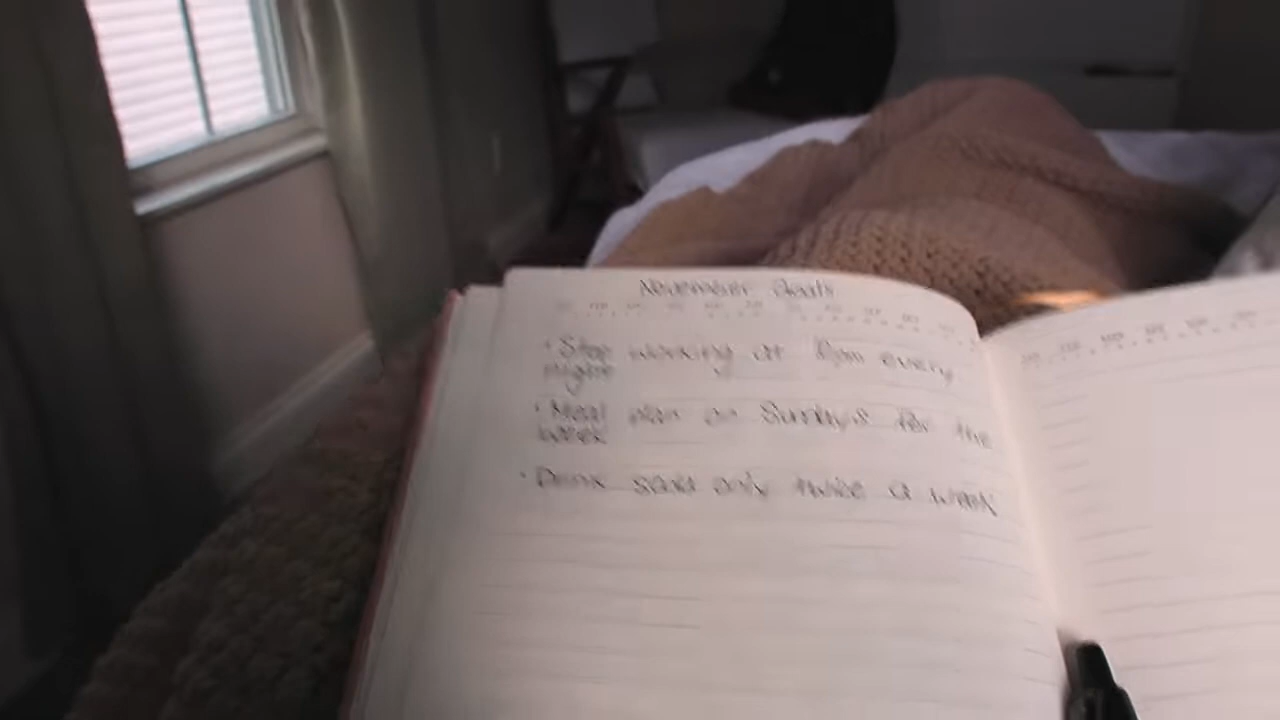 November Goals
• Stop working at 8pm every
night
• Meal plan on Sundays for the
week
• Drink soda only twice a week